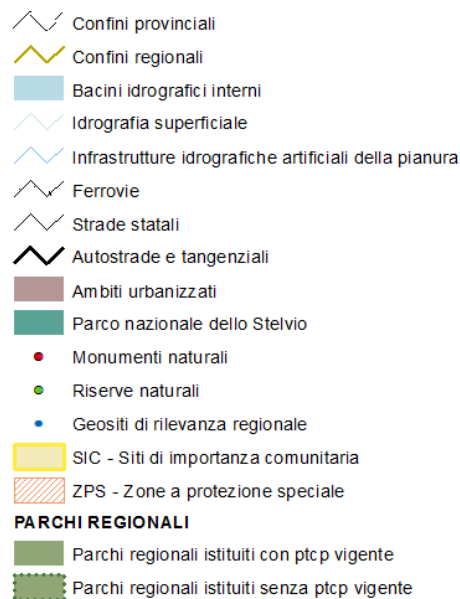 Confini provinciali
Confini regionali
Bacini idrografici interni
Idrografia superficiale
Infrastrutture idrografiche artificiali della pianura
Ferrovie
Strade statali
Autostrade e tangenziali
Ambiti urbanizzati
Parco nazionale dello Stelvio
Monumenti naturali
Riserve naturali
Geositi di rilevanza regionale
SIC - Siti di importanza comunitaria
ZPS - Zone a protezione speciale
PARCHI REGIONALI
Parchi regionali istituiti con ptcp vigente
Parchi regionali istituiti senza ptcp vigente